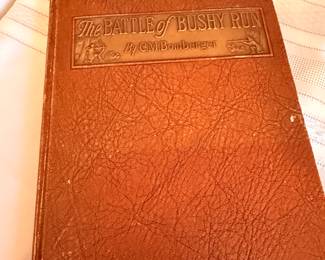 The BATTLE of BUSHY RUN
By C.M. Bomberger